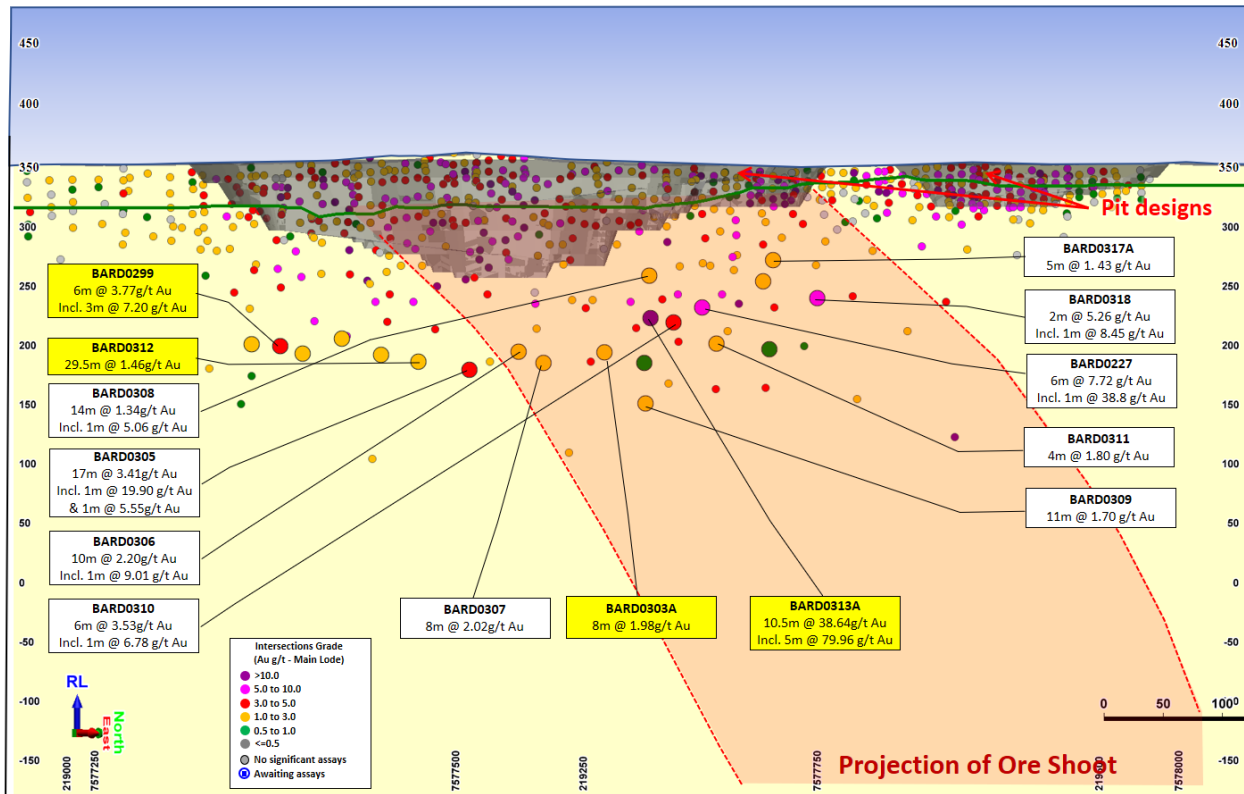 450
400
350
300
250
200
150
100
50
0
-50
-100
-150
450
400
350
300
250
200
150
100
50
0
-50
-100
-150
Pit designs
BARD0299
6m @ 3.77g/t Au
Incl. 3m @ 7.20 g/t Au
BARD0312
29.5m @ 1.46g/t Au
BARD0308
14m @ 1.34g/t Au
Incl. 1m @ 5.06 g/t Au
BARD0305
17m @ 3.41g/t Au
Incl. 1m @ 19.90 g/t Au
& 1m @ 5.55g/t Au
BARD0306
10m @ 2.20g/t Au
Incl. 1m @ 9.01 g/t Au
BARD0310
6m @ 3.53g/t Au
Incl. 1m @ 6.78 g/t Au
BARD0307
8m @ 2.02g/t Au
BARD0303A
8m @ 1.98g/t Au
BARD0313A
10.5m @ 38.64g/t Au
Incl. 5m @ 79.96 g/t Au
BARD0317A
5m @ 1. 43 g/t Au
BARD0318
2m @ 5.26 g/t Au
Incl. 1m @ 8.45 g/t Au
BARD0227
6m @ 7.72 g/t Au
Incl. 1m @ 38.8 g/t Au
BARD0311
4m @ 1.80 g/t Au
BARD0309
11m @ 1.70 g/t Au
Intersections Grade
(Au g/t - Main Lode)
>10.0
5.0 to 10.0
3.0 to 5.0
1.0 to 3.0
0.5 to 1.0
<=0.5
No significant assays
Awaiting assays
RL
North
East
0 50 100
Projection of Ore Shoot
219000
7577250
7577500
219250
7577750
7578000